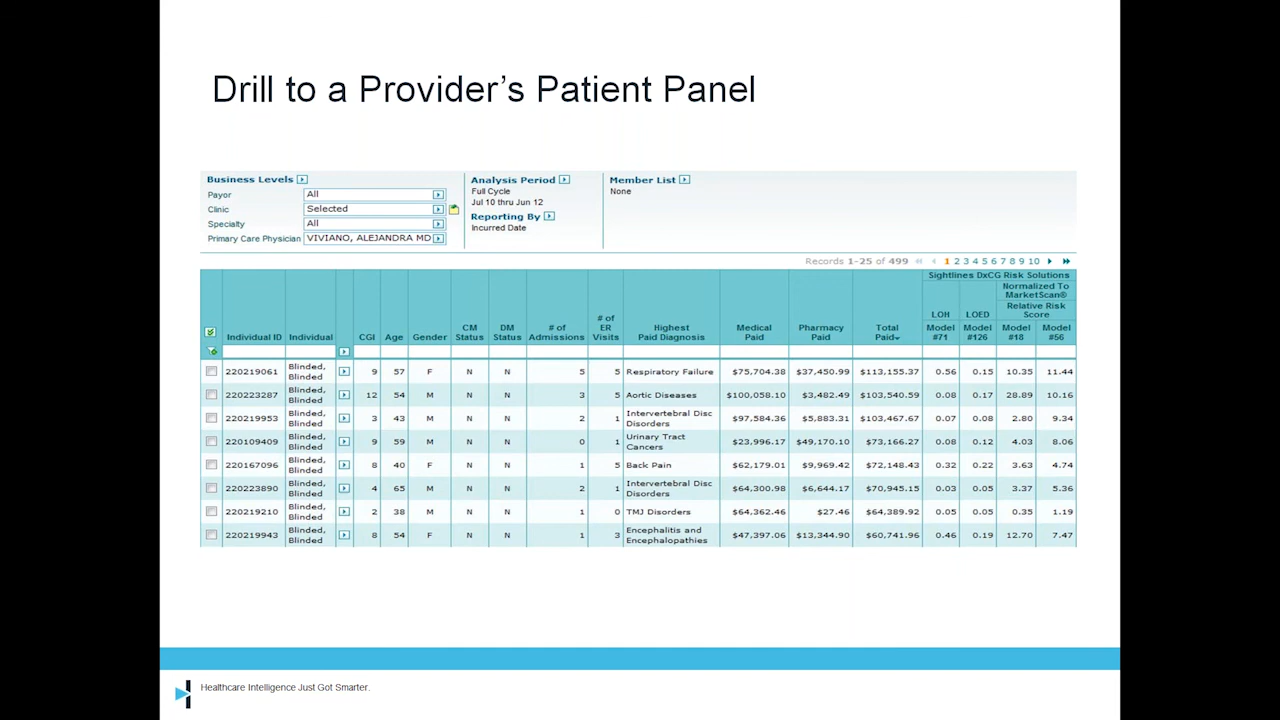 Drill to a Provider's Patient Panel
Business Levels
Payor All
Clinic Selected
Specialty All
Primary Care Physician VIVIANO, ALEJANDRA MD
Analysis Period
Full Cycle
Jul 10 thru Jun 12
Reporting By
Incurred Date
Member List
None
Records 1-25 of 499 1 2 3 4 5 6 7 8 9 10
Sightlines DxCG Risk Solutions
Normalized To
MarketScan®
Relative Risk
Score
Individual ID Individual CGI Age Gender CM Status DM Status # of Admissions # of ER Visits Highest Paid Diagnosis Medical Paid Pharmacy Paid Total Paid LOH Model #71 LOED Model #126 Model #18 Model #56
220219061 Blinded, Blinded 9 57 F N N 5 5 Respiratory Failure $75,704.38 $37,450.99 $113,155.37 0.56 0.15 10.35 11.44
220223287 Blinded, Blinded 12 54 M N N 3 5 Aortic Diseases $100,058.10 $3,482.49 $103,540.59 0.08 0.17 28.89 10.16
220219953 Blinded, Blinded 3 43 M N N 2 1 Intervertebral Disc Disorders $97,584.36 $5,883.31 $103,467.67 0.07 0.08 2.80 9.34
220109409 Blinded, Blinded 9 59 M N N 0 1 Urinary Tract Cancers $23,996.17 $49,170.10 $73,166.27 0.08 0.12 4.03 8.06
220167096 Blinded, Blinded 8 40 F N N 1 5 Back Pain $62,179.01 $9,969.42 $72,148.43 0.32 0.22 3.63 4.74
220223890 Blinded, Blinded 4 65 M N N 2 1 Intervertebral Disc Disorders $64,300.98 $6,644.17 $70,945.15 0.03 0.05 3.37 5.36
220219210 Blinded, Blinded 2 38 M N N 1 0 TMJ Disorders $64,362.46 $27.46 $64,389.92 0.05 0.05 0.35 1.19
220219943 Blinded, Blinded 8 54 F N N 1 3 Encephalitis and Encephalopathies $47,397.06 $13,344.90 $60,741.96 0.46 0.19 12.70 7.47
Healthcare Intelligence Just Got Smarter.